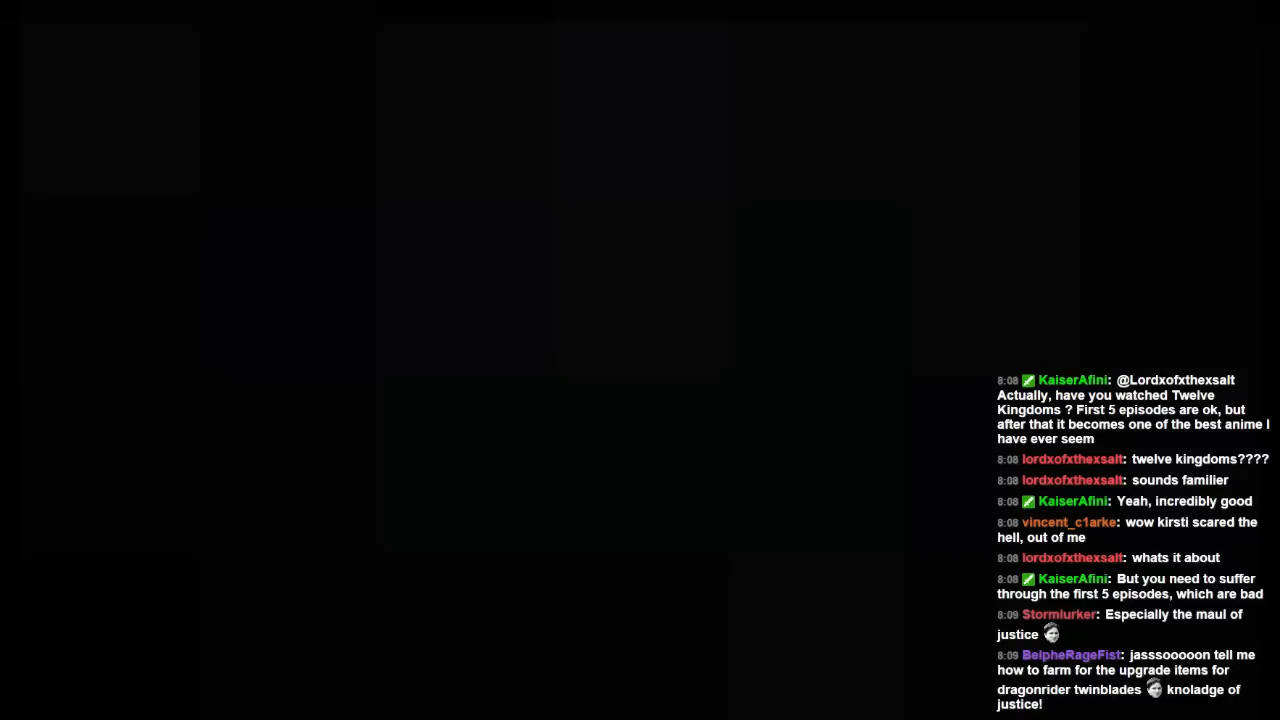 8:08 KaiserAfini: @Lordxofxthexsalt
Actually, have you watched Twelve
Kingdoms ? First 5 episodes are ok, but
after that it becomes one of the best anime I
have ever seem
8:08 lordxofxthexsalt: twelve kingdoms????
8:08 lordxofxthexsalt: sounds familier
8:08 KaiserAfini: Yeah, incredibly good
8:08 vincent_c1arke: wow kirsti scared the
hell, out of me
8:08 lordxofxthexsalt: whats it about
8:08 KaiserAfini: But you need to suffer
through the first 5 episodes, which are bad
8:09 Stormlurker: Especially the maul of
justice
8:09 BelpheRageFist: jasssooooon tell me
how to farm for the upgrade items for
dragonrider twinblades knoladge of
justice!